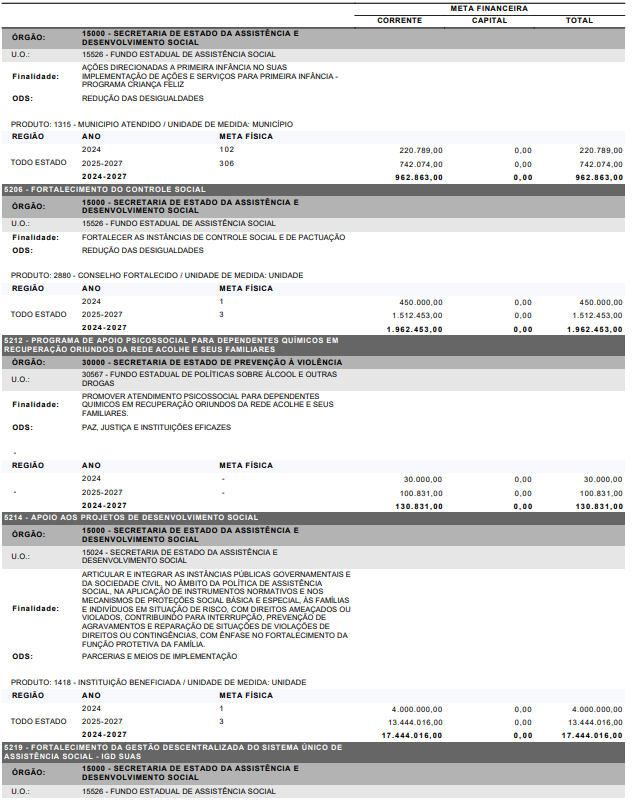 META FINANCEIRA
CORRENTE CAPITAL TOTAL
ÓRGÃO: 15000 - SECRETARIA DE ESTADO DA ASSISTÊNCIA E
DESENVOLVIMENTO SOCIAL
U.O.: 15526 - FUNDO ESTADUAL DE ASSISTÊNCIA SOCIAL
Finalidade: AÇÕES DIRECIONADAS A PRIMEIRA INFÂNCIA NO SUAS
IMPLEMENTAÇÃO DE AÇÕES E SERVIÇOS PARA PRIMEIRA INFÂNCIA -
PROGRAMA CRIANÇA FELIZ
ODS: REDUÇÃO DAS DESIGUALDADES
PRODUTO: 1315 - MUNICIPIO ATENDIDO / UNIDADE DE MEDIDA: MUNICÍPIO
REGIÃO ANO META FÍSICA
2024 102 220.789,00 0,00 220.789,00
TODO ESTADO 2025-2027 306 742.074,00 0,00 742.074,00
2024-2027 962.863,00 0,00 962.863,00
5206 - FORTALECIMENTO DO CONTROLE SOCIAL
ÓRGÃO: 15000 - SECRETARIA DE ESTADO DA ASSISTÊNCIA E
DESENVOLVIMENTO SOCIAL
U.O.: 15526 - FUNDO ESTADUAL DE ASSISTÊNCIA SOCIAL
Finalidade: FORTALECER AS INSTÂNCIAS DE CONTROLE SOCIAL E DE PACTUAÇÃO
ODS: REDUÇÃO DAS DESIGUALDADES
PRODUTO: 2880 - CONSELHO FORTALECIDO / UNIDADE DE MEDIDA: UNIDADE
REGIÃO ANO META FÍSICA
2024 1 450.000,00 0,00 450.000,00
TODO ESTADO 2025-2027 3 1.512.453,00 0,00 1.512.453,00
2024-2027 1.962.453,00 0,00 1.962.453,00
5212 - PROGRAMA DE APOIO PSICOSSOCIAL PARA DEPENDENTES QUÍMICOS EM
RECUPERAÇÃO ORIUNDOS DA REDE ACOLHE E SEUS FAMILIARES
ÓRGÃO: 30000 - SECRETARIA DE ESTADO DE PREVENÇÃO À VIOLÊNCIA
U.O.: 30567 - FUNDO ESTADUAL DE POLÍTICAS SOBRE ÁLCOOL E OUTRAS
DROGAS
Finalidade: PROMOVER ATENDIMENTO PSICOSSOCIAL PARA DEPENDENTES
QUIMICOS EM RECUPERAÇÃO ORIUNDOS DA REDE ACOLHE E SEUS
FAMILIARES.
ODS: PAZ, JUSTIÇA E INSTITUIÇÕES EFICAZES
-
REGIÃO ANO META FÍSICA
2024 - 30.000,00 0,00 30.000,00
- 2025-2027 - 100.831,00 0,00 100.831,00
2024-2027 130.831,00 0,00 130.831,00
5214 - APOIO AOS PROJETOS DE DESENVOLVIMENTO SOCIAL
ÓRGÃO: 15000 - SECRETARIA DE ESTADO DA ASSISTÊNCIA E
DESENVOLVIMENTO SOCIAL
U.O.: 15024 - SECRETARIA DE ESTADO DA ASSISTÊNCIA E
DESENVOLVIMENTO SOCIAL
Finalidade: ARTICULAR E INTEGRAR AS INSTÂNCIAS PÚBLICAS GOVERNAMENTAIS E
DA SOCIEDADE CIVIL, NO ÂMBITO DA POLÍTICA DE ASSISTÊNCIA
SOCIAL, NA APLICAÇÃO DE INSTRUMENTOS NORMATIVOS E NOS
MECANISMOS DE PROTEÇÕES SOCIAL BÁSICA E ESPECIAL, ÀS FAMÍLIAS
E INDIVÍDUOS EM SITUAÇÃO DE RISCO, COM DIREITOS AMEAÇADOS OU
VIOLADOS, CONTRIBUINDO PARA INTERRUPÇÃO, PREVENÇÃO DE
AGRAVAMENTOS E REPARAÇÃO DE SITUAÇÕES DE VIOLAÇÕES DE
DIREITOS OU CONTINGÊNCIAS, COM ÊNFASE NO FORTALECIMENTO DA
FUNÇÃO PROTETIVA DA FAMÍLIA.
ODS: PARCERIAS E MEIOS DE IMPLEMENTAÇÃO
PRODUTO: 1418 - INSTITUIÇÃO BENEFICIADA / UNIDADE DE MEDIDA: UNIDADE
REGIÃO ANO META FÍSICA
2024 1 4.000.000,00 0,00 4.000.000,00
TODO ESTADO 2025-2027 3 13.444.016,00 0,00 13.444.016,00
2024-2027 17.444.016,00 0,00 17.444.016,00
5219 - FORTALECIMENTO DA GESTÃO DESCENTRALIZADA DO SISTEMA ÚNICO DE
ASSISTÊNCIA SOCIAL - IGD SUAS
ÓRGÃO: 15000 - SECRETARIA DE ESTADO DA ASSISTÊNCIA E
DESENVOLVIMENTO SOCIAL
U.O.: 15526 - FUNDO ESTADUAL DE ASSISTÊNCIA SOCIAL